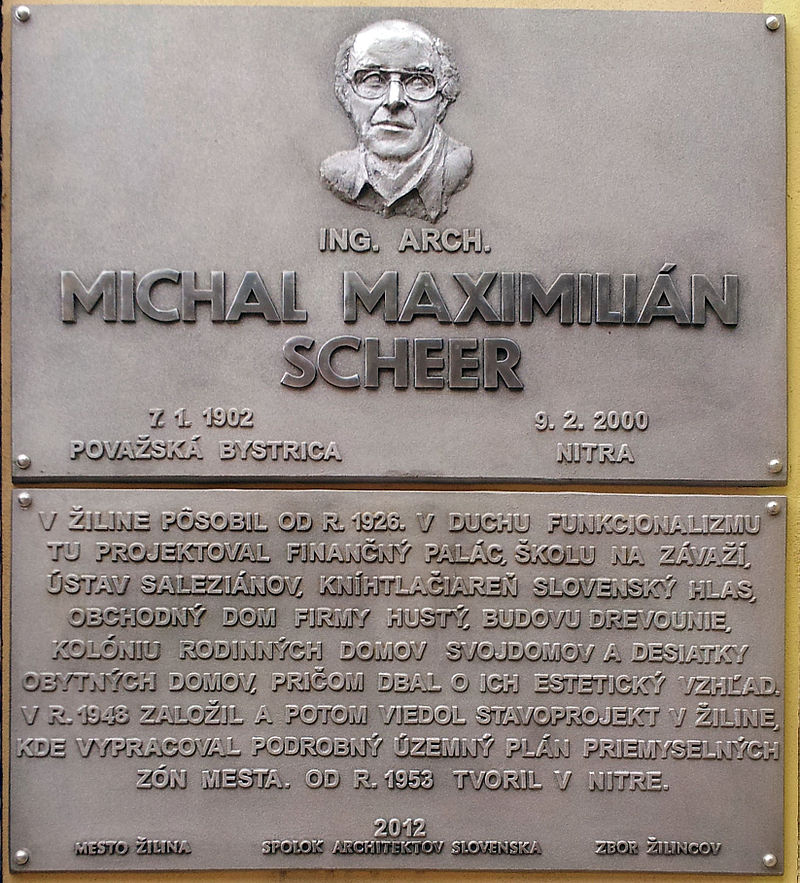 ING. ARCH.
MICHAL MAXIMILIÁN
SCHEER
7. 1. 1902
POVAŽSKÁ BYSTRICA
9. 2. 2000
NITRA
V ŽILINE PÔSOBIL OD R. 1926. V DUCHU FUNKCIONALIZMU
TU PROJEKTOVAL FINANČNÝ PALÁC, ŠKOLU NA ZÁVAŽÍ,
ÚSTAV SALEZIÁNOV, KNÍHTLAČIAREŇ SLOVENSKÝ HLAS,
OBCHODNÝ DOM FIRMY HUSTÝ, BUDOVU DREVOUNIE,
KOLÓNIU RODINNÝCH DOMOV SVOJDOMOV A DESIATKY
OBYTNÝCH DOMOV, PRIČOM DBAL O ICH ESTETICKÝ VZHĽAD.
V R. 1948 ZALOŽIL A POTOM VIEDOL STAVOPROJEKT V ŽILINE,
KDE VYPRACOVAL PODROBNÝ ÚZEMNÝ PLÁN PRIEMYSELNÝCH
ZÓN MESTA. OD R. 1953 TVORIL V NITRE.
2012
MESTO ŽILINA SPOLOK ARCHITEKTOV SLOVENSKA ZBOR ŽILINCOV